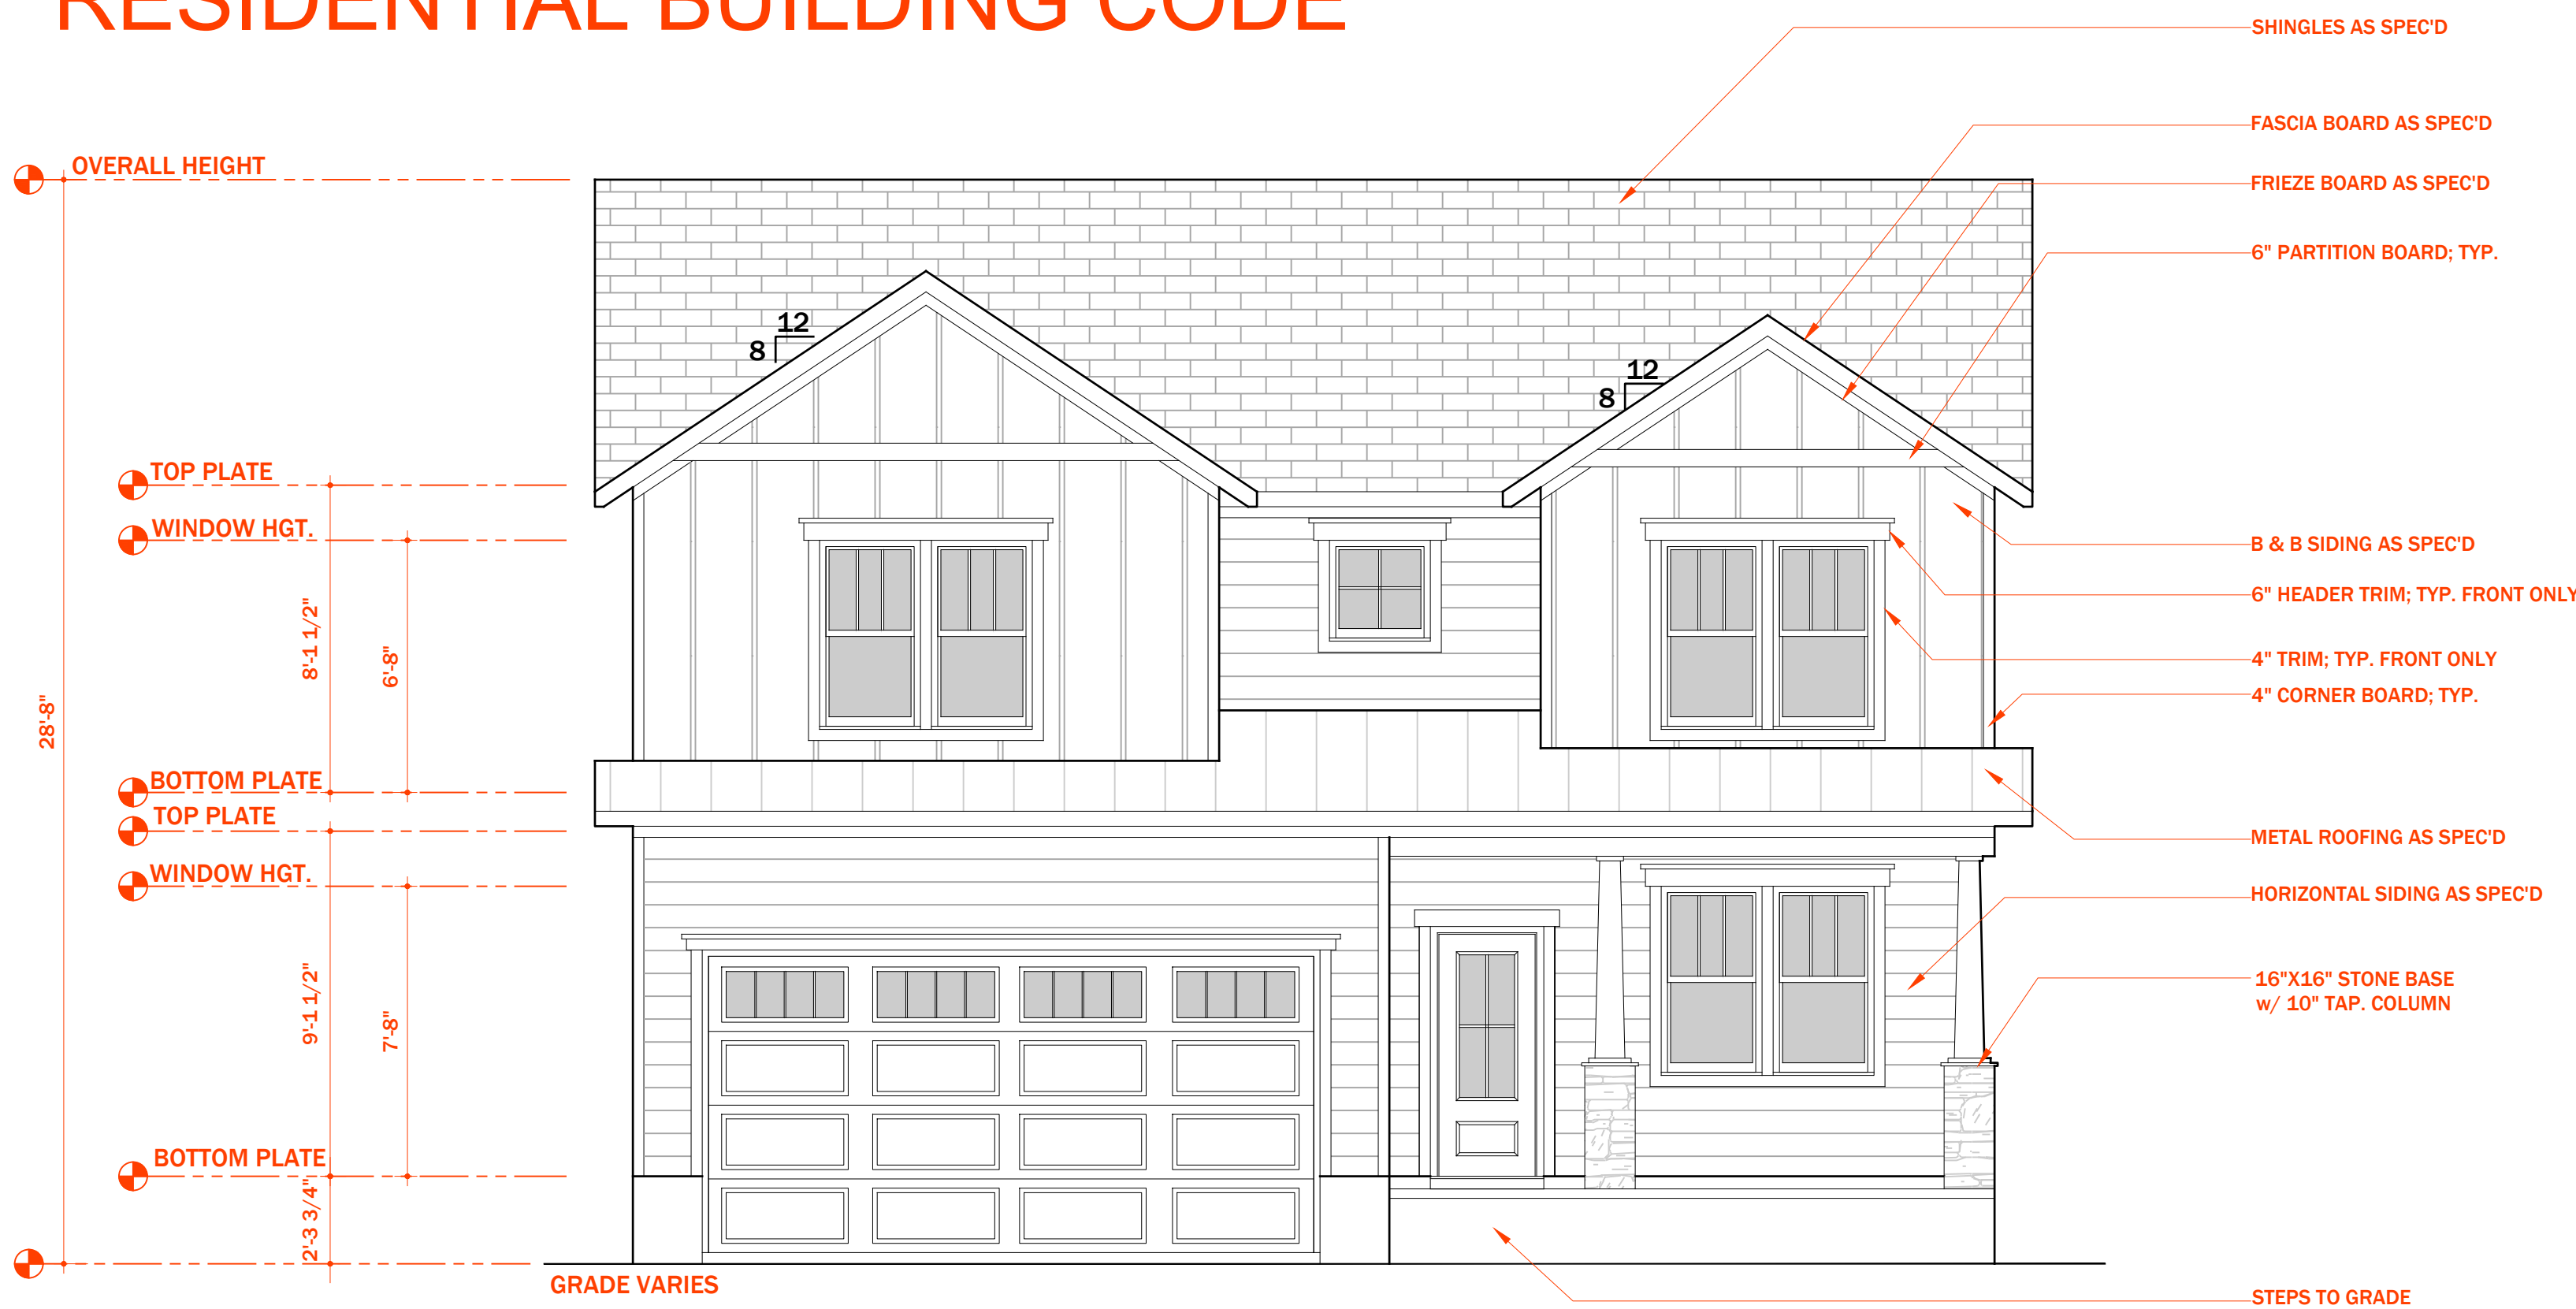 RESIDENTIAL BUILDING CODE
SHINGLES AS SPEC'D
FASCIA BOARD AS SPEC'D
OVERALL HEIGHT
FRIEZE BOARD AS SPEC'D
6" PARTITION BOARD; TYP.
12
8
12
8
TOP PLATE
WINDOW HGT.
B & B SIDING AS SPEC'D
6" HEADER TRIM; TYP. FRONT ONLY
8'-1 1/2"
6'-8"
4" TRIM; TYP. FRONT ONLY
4" CORNER BOARD; TYP.
28'-8"
BOTTOM PLATE
TOP PLATE
METAL ROOFING AS SPEC'D
WINDOW HGT.
HORIZONTAL SIDING AS SPEC'D
16"X16" STONE BASE
w/ 10" TAP. COLUMN
9'-1 1/2"
7'-8"
BOTTOM PLATE
2'-3 3/4"
GRADE VARIES
STEPS TO GRADE